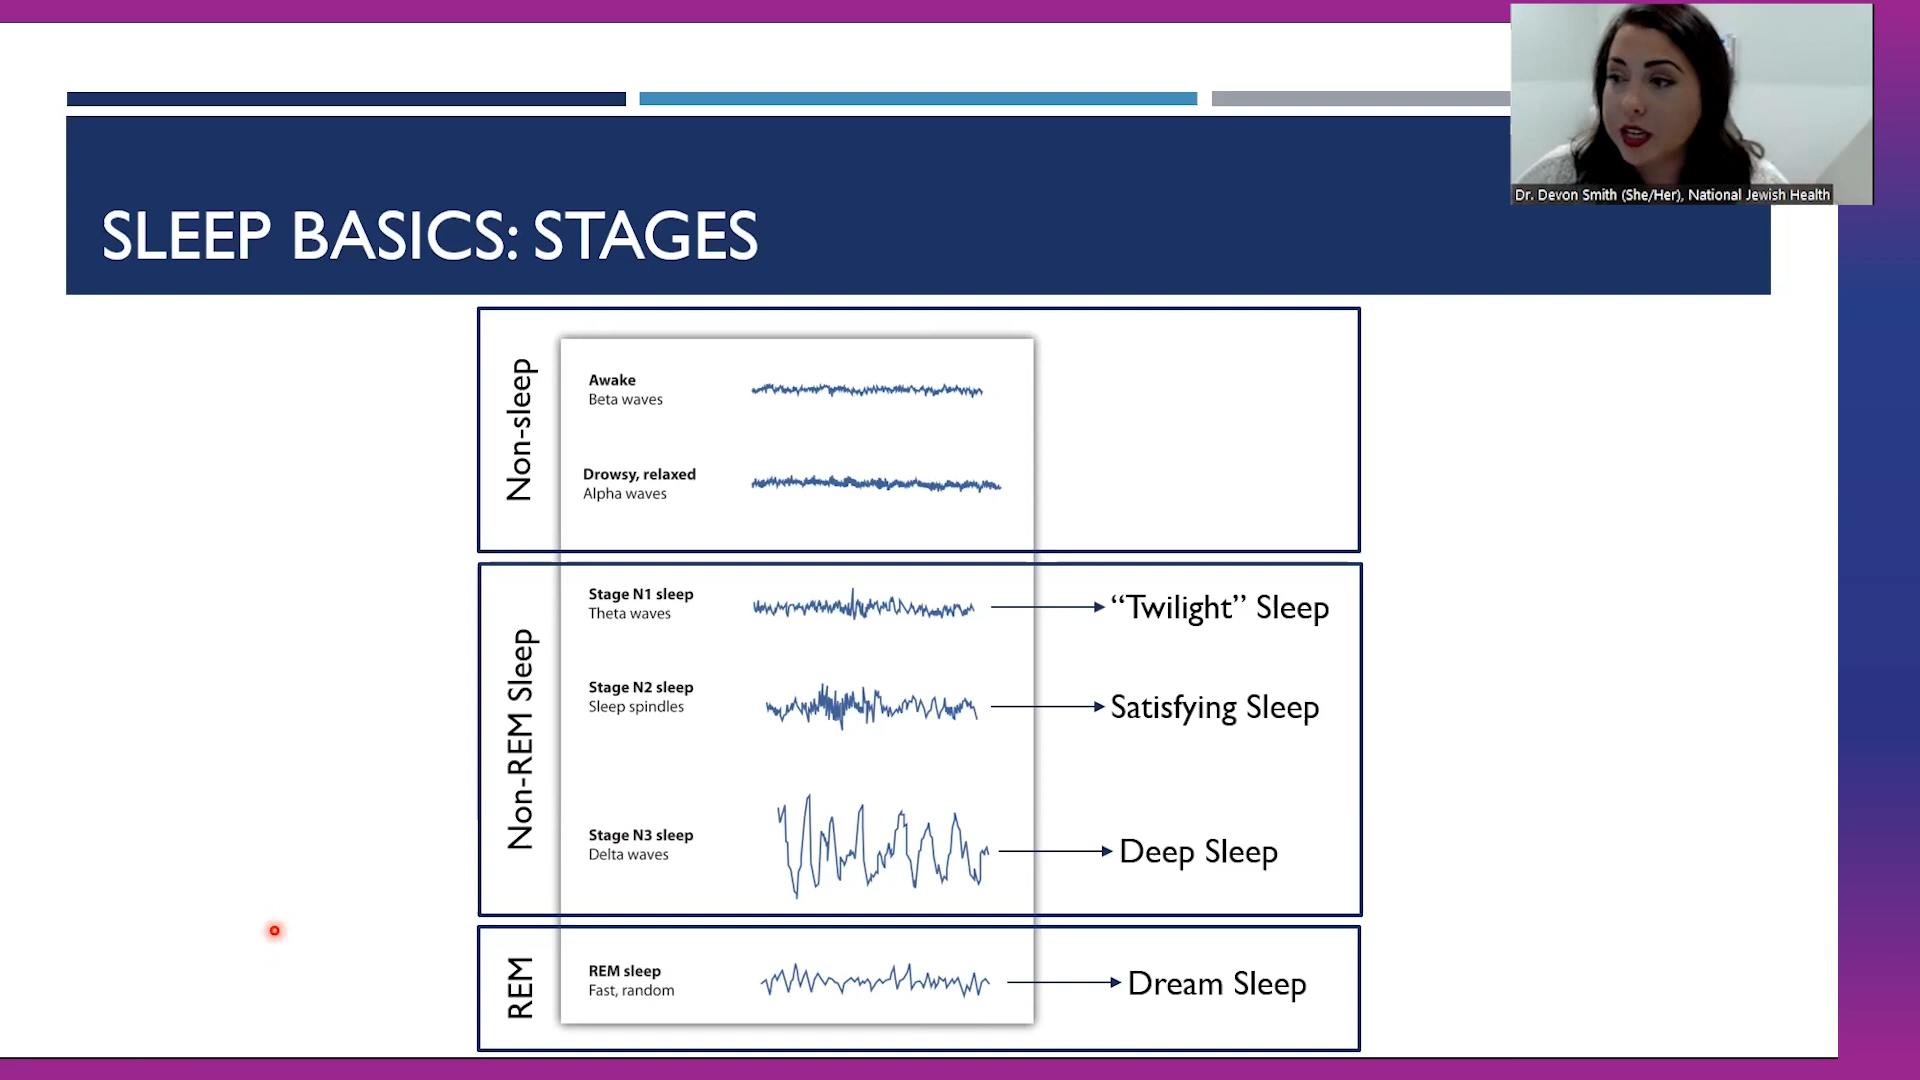 Dr. Devon Smith (She/Her), National Jewish Health
SLEEP BASICS: STAGES
Non-sleep
Awake
Beta waves
Drowsy, relaxed
Alpha waves
Non-REM Sleep
Stage N1 sleep
Theta waves
“Twilight” Sleep
Stage N2 sleep
Sleep spindles
Satisfying Sleep
Stage N3 sleep
Delta waves
Deep Sleep
REM
REM sleep
Fast, random
Dream Sleep